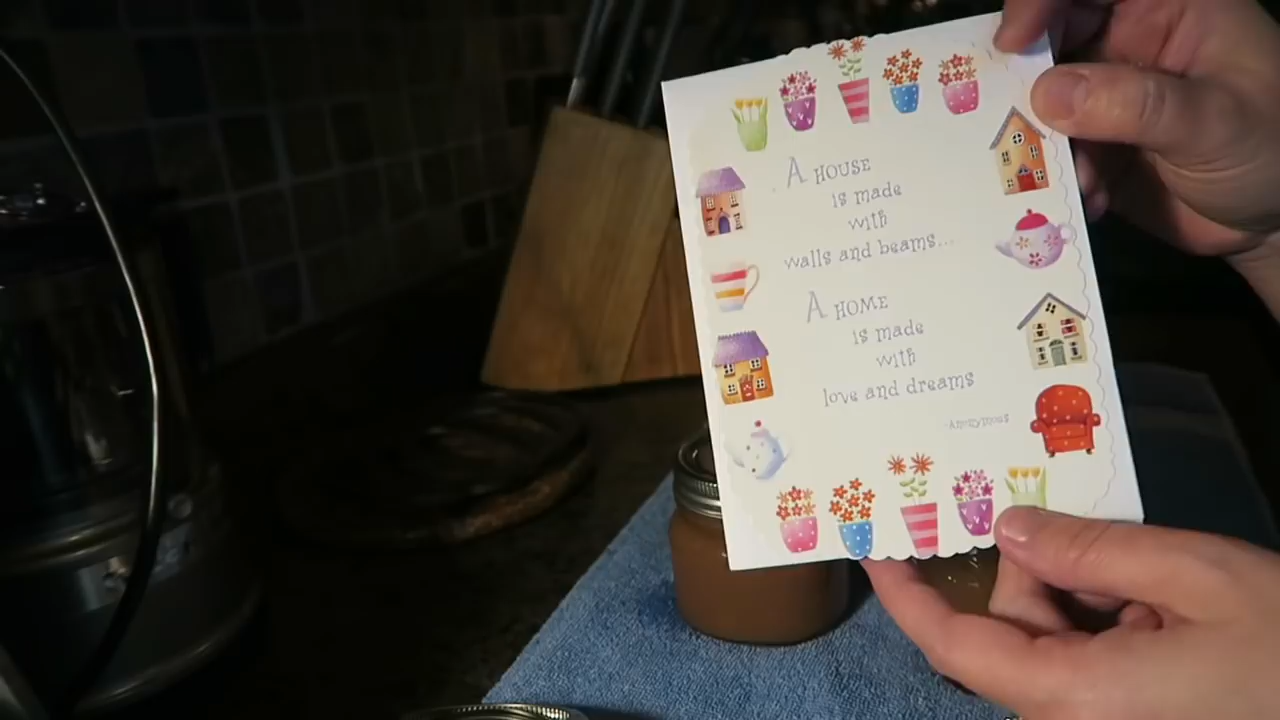 A HOUSE
is made
with
walls and beams...
A HOME
is made
with
love and dreams
-Anonymous